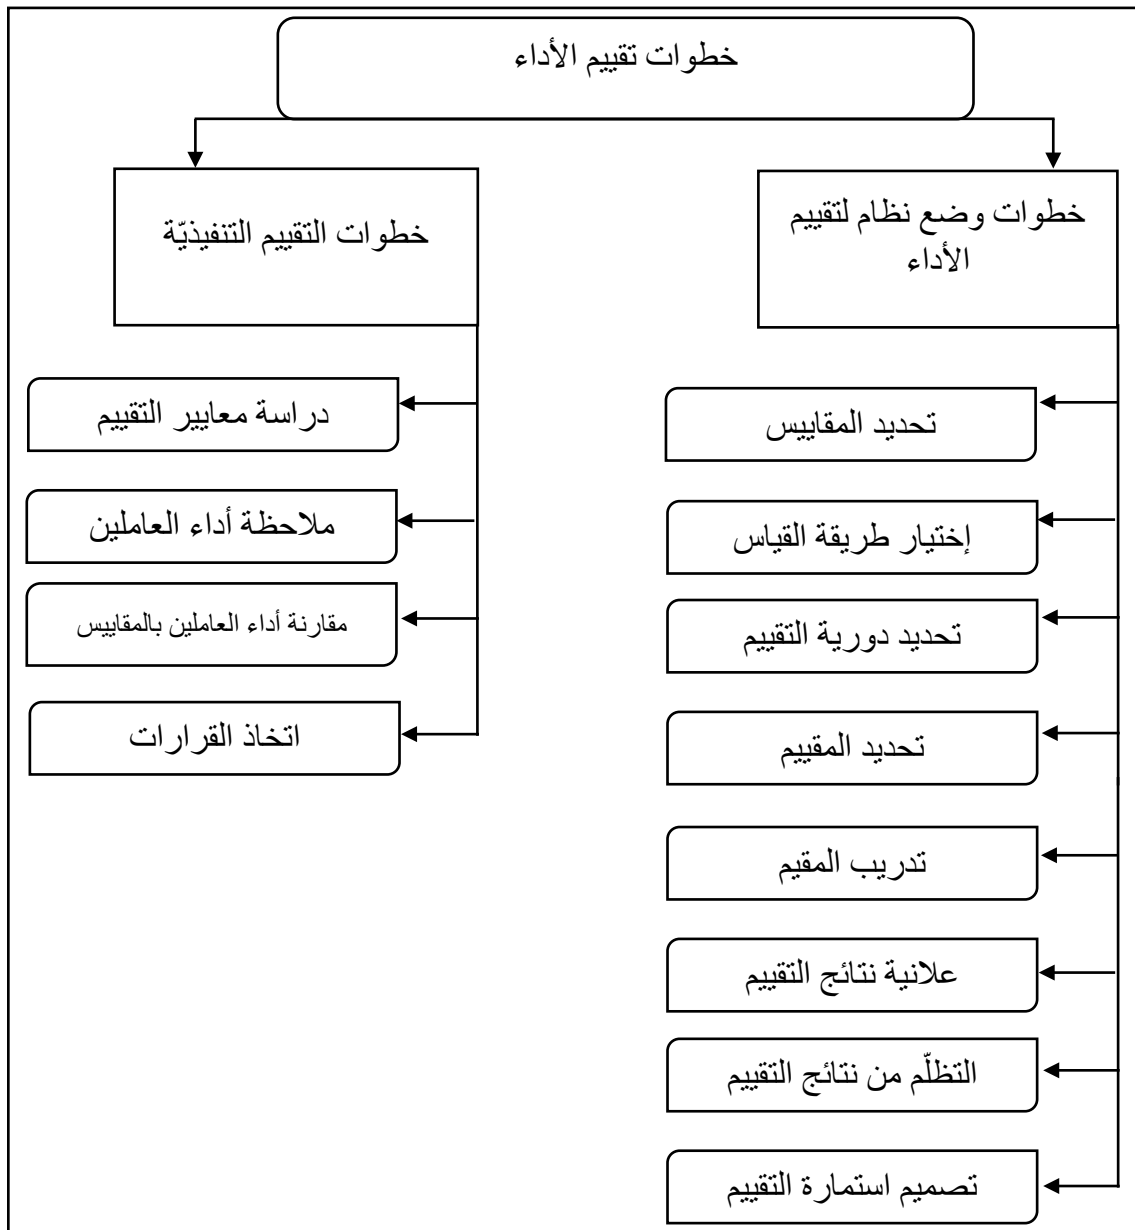 خطوات تقييم الأداء
خطوات وضع نظام لتقييم
الأداء
تحديد المقاييس
إختيار طريقة القياس
تحديد دورية التقييم
تحديد المقييم
تدريب المقيم
علانية نتائج التقييم
التظلّم من نتائج التقييم
تصميم استمارة التقييم
خطوات التقييم التنفيذيّة
دراسة معايير التقييم
ملاحظة أداء العاملين
مقارنة أداء العاملين بالمقاييس
اتخاذ القرارات